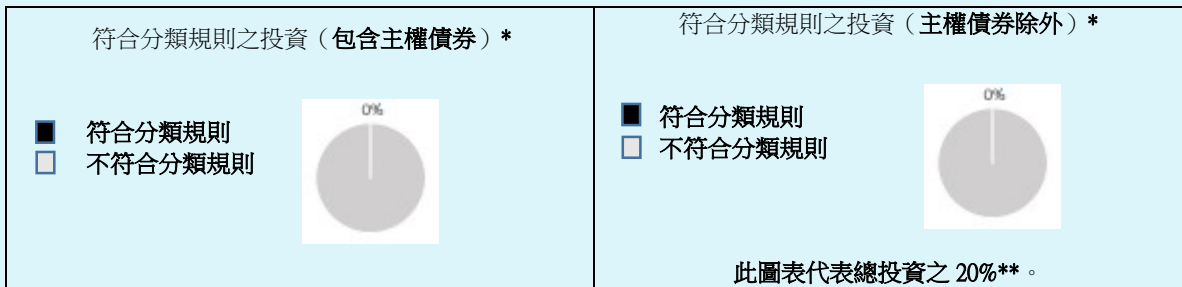 符合分類規則之投資（包含主權債券）*
符合分類規則
不符合分類規則
0%
符合分類規則之投資（主權債券除外）*
符合分類規則
不符合分類規則
0%
此圖表代表總投資之 20%**。